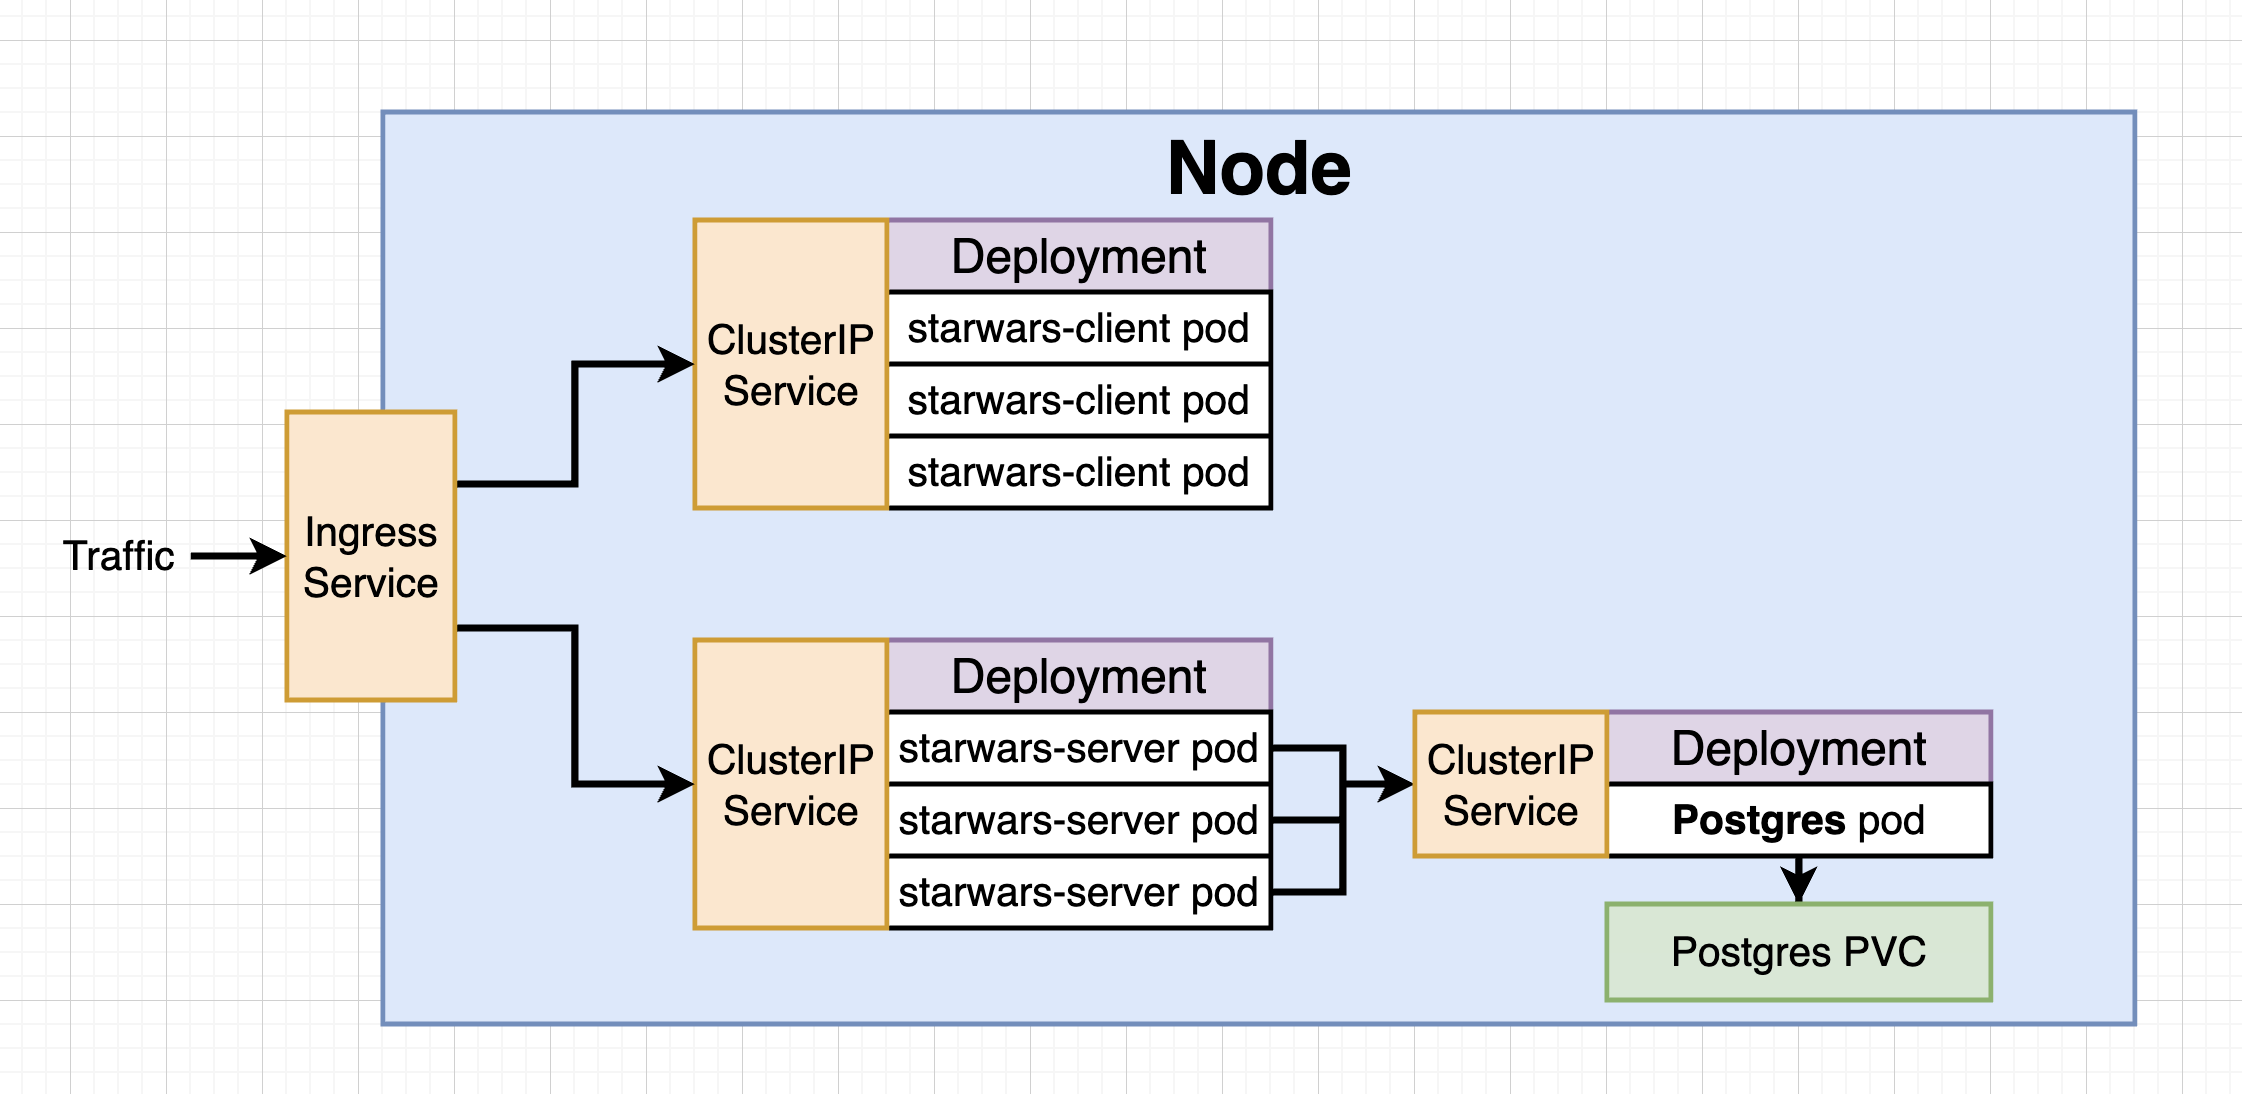 Node
Traffic
Ingress
Service
ClusterIP
Service
Deployment
starwars-client pod
starwars-client pod
starwars-client pod
ClusterIP
Service
Deployment
starwars-server pod
starwars-server pod
starwars-server pod
ClusterIP
Service
Deployment
Postgres pod
Postgres PVC